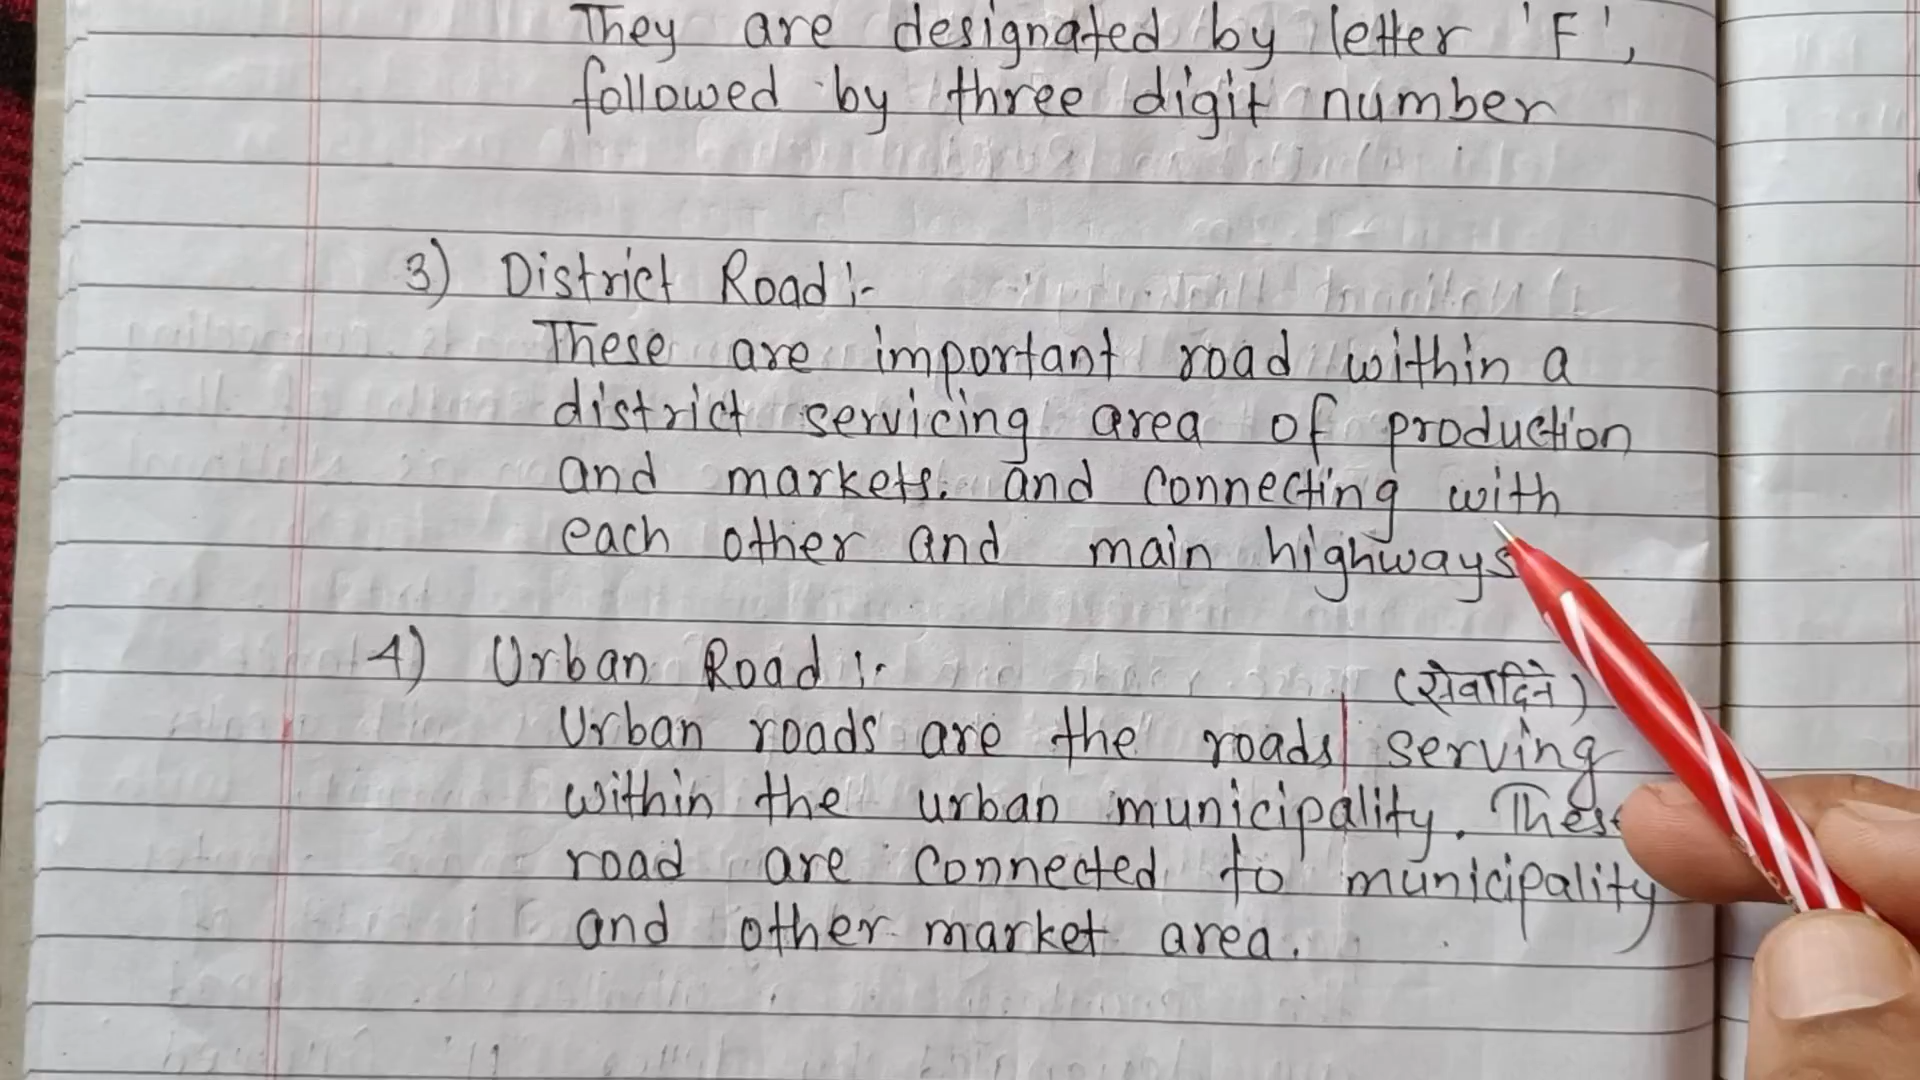 They are designated by letter 'F',
followed by three digit number
3) District Road :-
These are important road within a
district servicing area of production
and markets. and connecting with
each other and main highways
4) Urban Road :-
(सेवादिने)
Urban roads are the roads serving
within the urban municipality. These
road are connected to municipality
and other market area.